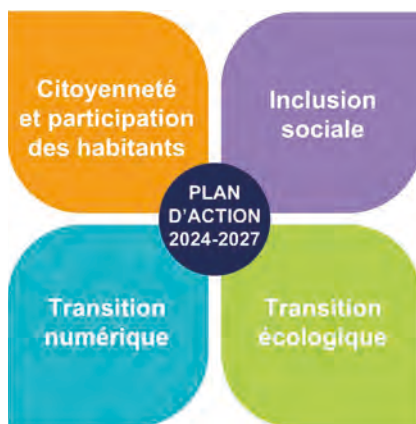 Citoyenneté
et participation
des habitants
Inclusion
sociale
PLAN
D'ACTION
2024-2027
Transition
numérique
Transition
écologique